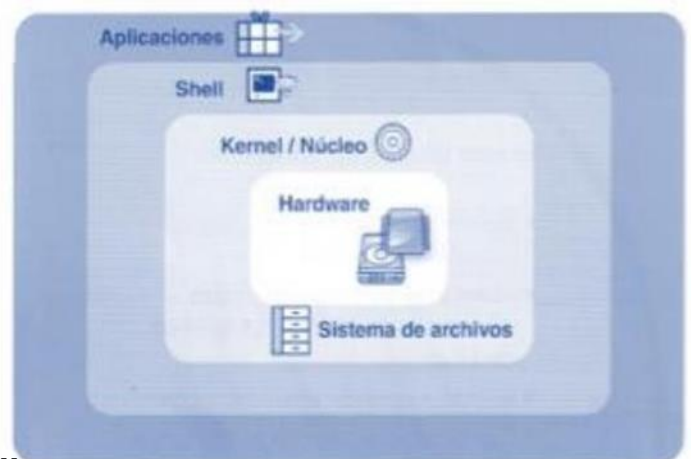 Aplicaciones
Shell
Kernel / Núcleo
Hardware
Sistema de archivos